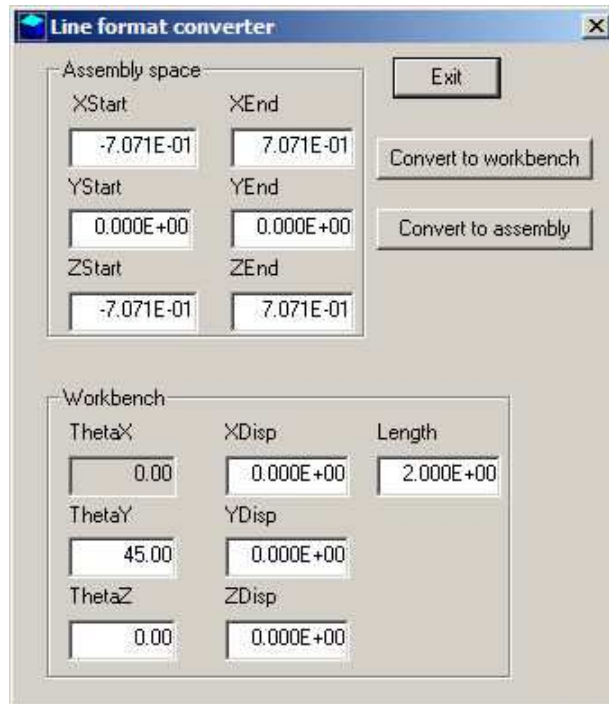 Line format converter
Assembly space
Exit
XStart XEnd
-7.071E-01 7.071E-01
Convert to workbench
YStart YEnd
0.000E+00 0.000E+00
Convert to assembly
ZStart ZEnd
-7.071E-01 7.071E-01
Workbench
ThetaX XDisp Length
0.00 0.000E+00 2.000E+00
ThetaY YDisp
45.00 0.000E+00
ThetaZ ZDisp
0.00 0.000E+00